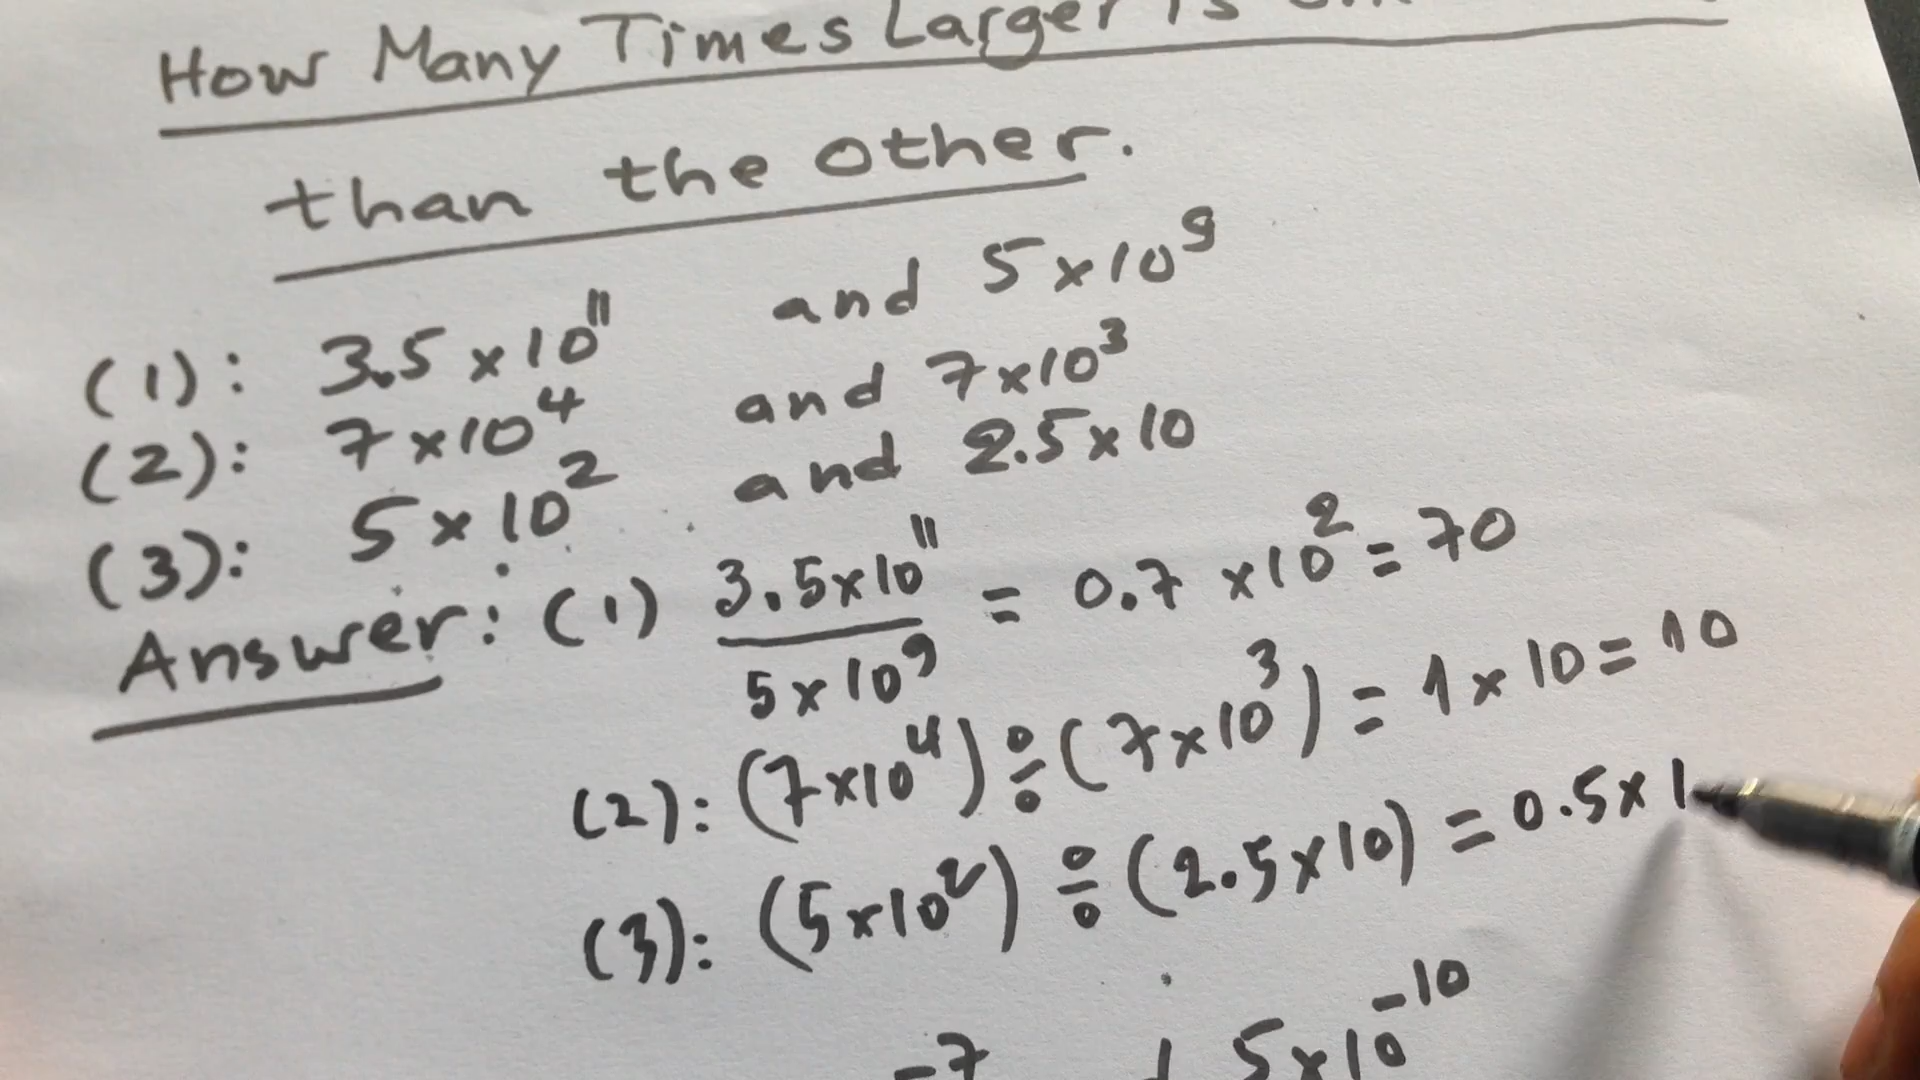 How Many Times Larger is
than the other.
(1): 3.5 × 10¹¹ and 5×10⁹
(2): 7×10⁴ and 7×10³
(3): 5×10² and 2.5×10
Answer: (1) 3.5×10¹¹ / 5×10⁹ = 0.7 ×10² = 70
(2): (7×10⁴) ÷ (7×10³) = 1 × 10 = 10
(3): (5×10²) ÷ (2.5×10) = 0.5× 1
-7 5×10⁻¹⁰